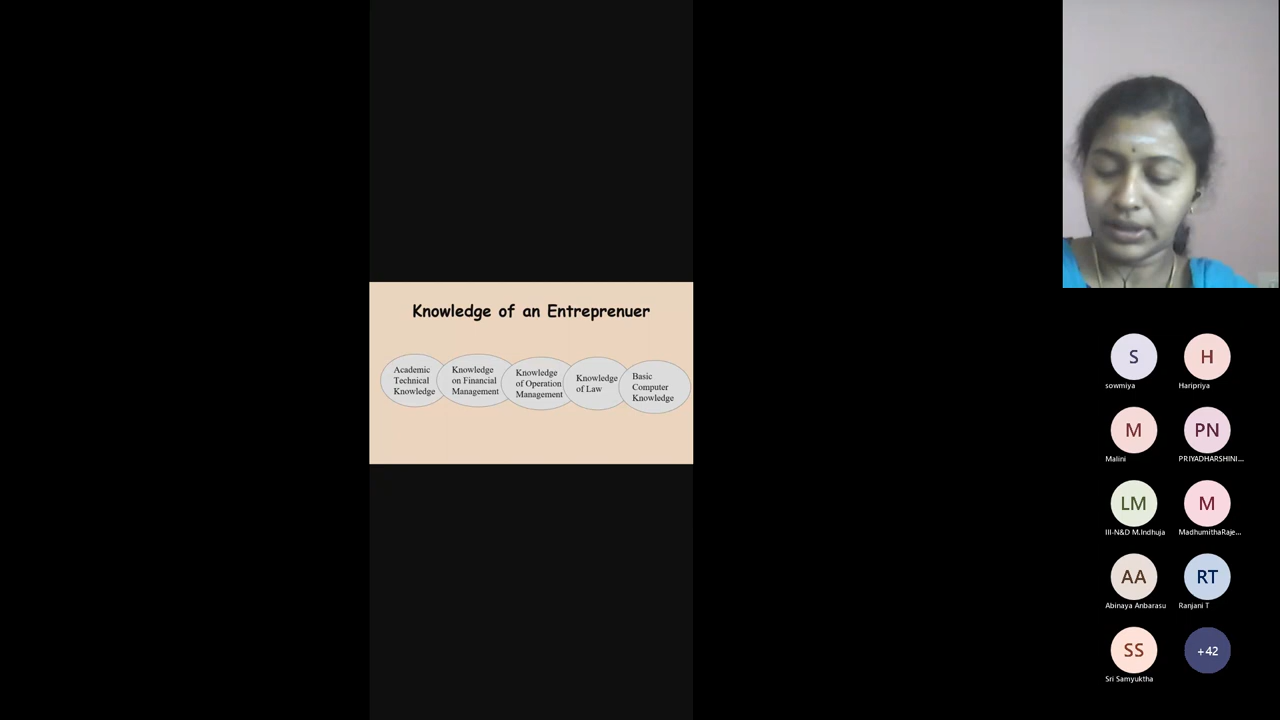 Knowledge of an Entreprenuer
Academic
Technical
Knowledge
Knowledge
on Financial
Management
Knowledge
of Operation
Management
Knowledge
of Law
Basic
Computer
Knowledge
S
sowmiya
H
Haripriya
M
Malini
PN
PRIYADHARSHINI...
LM
III-N&D M.Indhuja
M
MadhumithaRaje...
AA
Abinaya Anbarasu
RT
Ranjani T
SS
Sri Samyuktha
+42